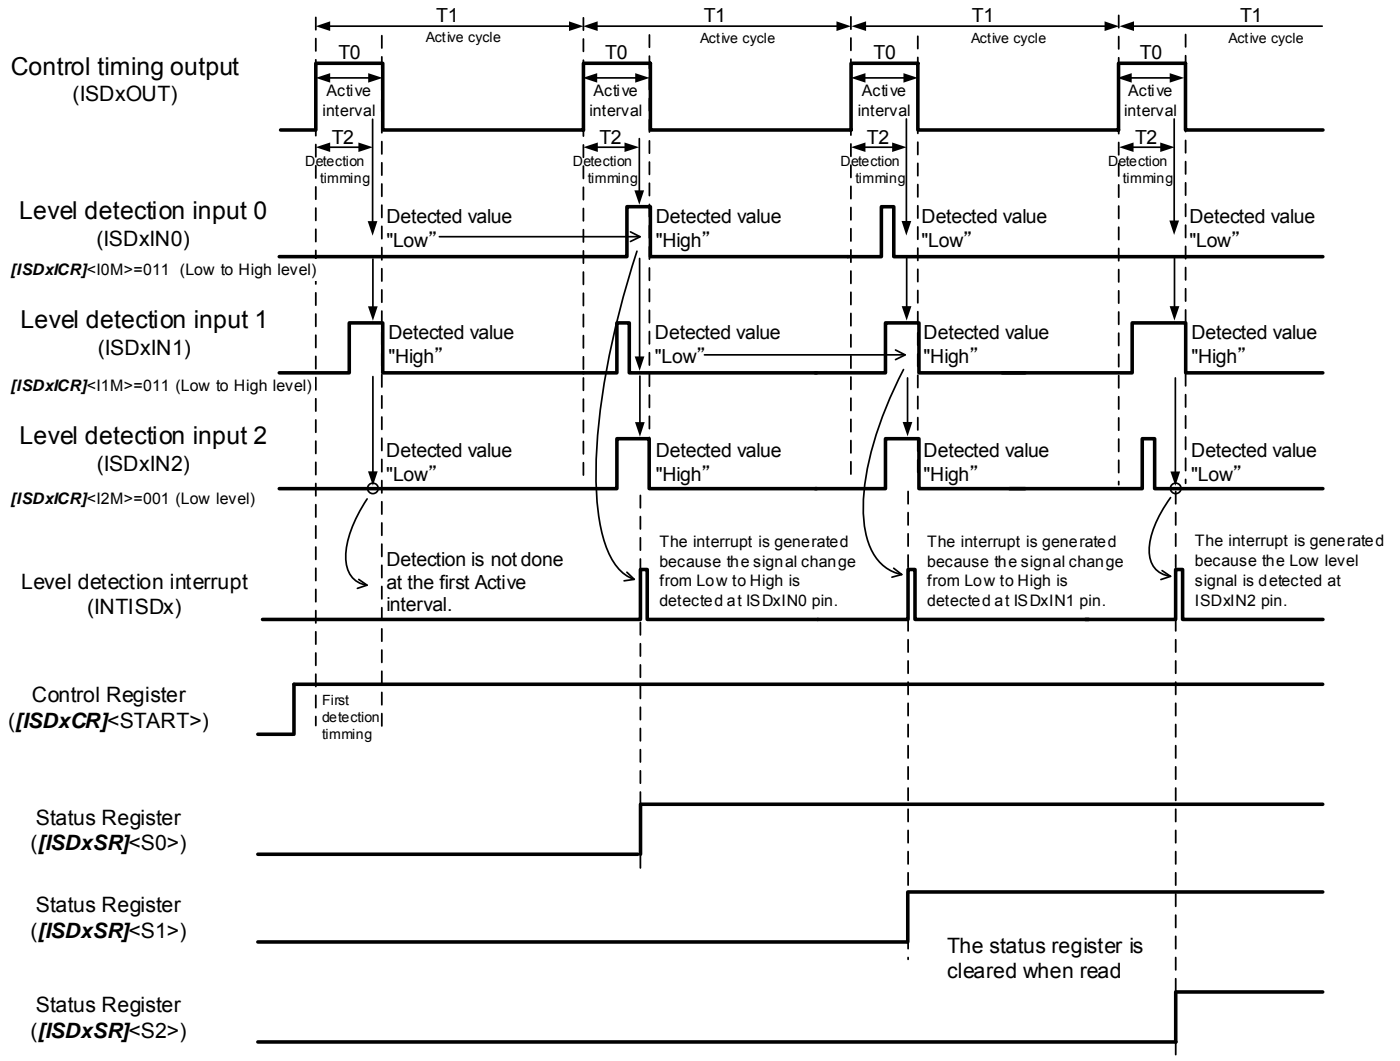 T1
T1
T1
T1
Active cycle
Active cycle
Active cycle
Active cycle
T0
T0
T0
T0
Control timing output
(ISDxOUT)
Active
interval
Active
interval
Active
interval
Active
interval
T2
Detection
timming
T2
Detection
timming
T2
Detection
timming
T2
Detection
timming
Level detection input 0
(ISDxIN0)
[ISDxICR]<I0M>=011 (Low to High level)
Detected value
"Low”
Detected value
"High”
Detected value
"Low”
Detected value
"Low”
Level detection input 1
(ISDxIN1)
[ISDxICR]<I1M>=011 (Low to High level)
Detected value
"High”
Detected value
"Low”
Detected value
"High”
Detected value
"High”
Level detection input 2
(ISDxIN2)
[ISDxICR]<I2M>=001 (Low level)
Detected value
"Low”
Detected value
"High”
Detected value
"High”
Detected value
"Low”
Level detection interrupt
(INTISDx)
Detection is not done
at the first Active
interval.
The interrupt is generated
because the signal change
from Low to High is
detected at ISDxIN0 pin.
The interrupt is generated
because the signal change
from Low to High is
detected at ISDxIN1 pin.
The interrupt is generated
because the Low level
signal is detected at
ISDxIN2 pin.
Control Register
([ISDxCR]<START>)
First
detection
timming
Status Register
([ISDxSR]<S0>)
Status Register
([ISDxSR]<S1>)
The status register is
cleared when read
Status Register
([ISDxSR]<S2>)